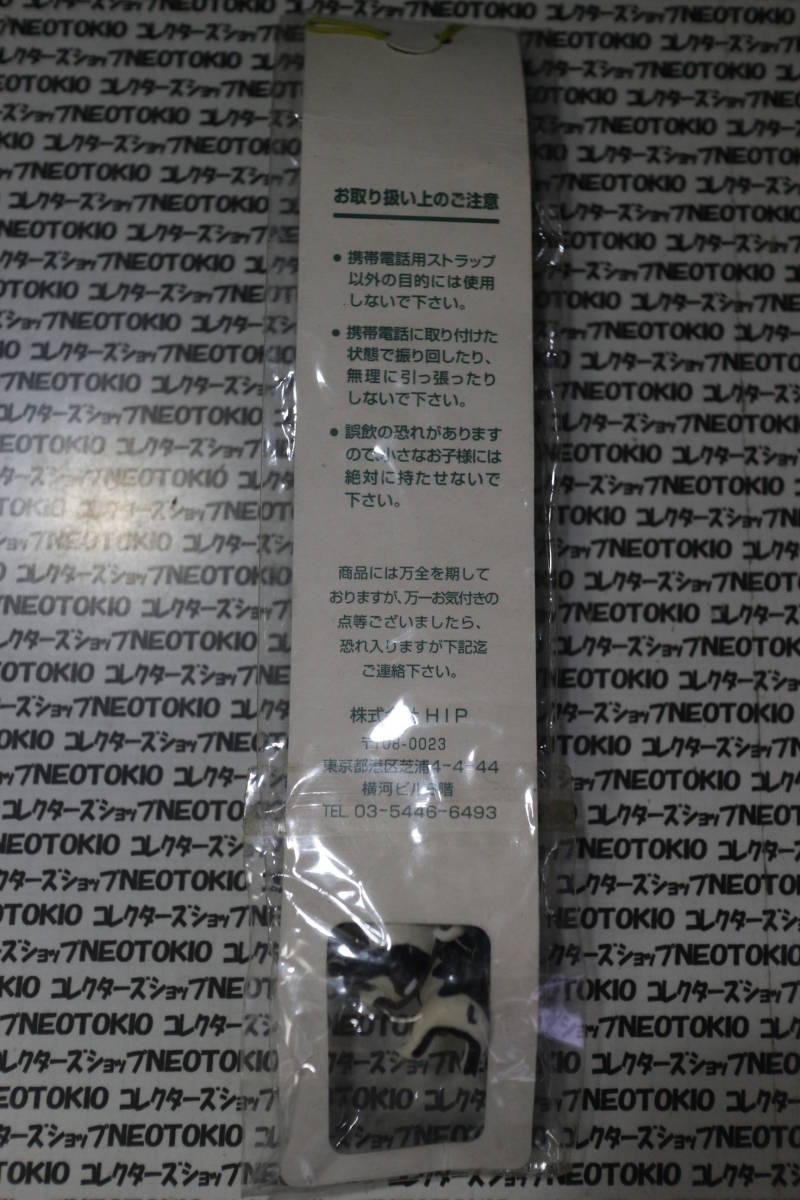 お取り扱い上のご注意
● 携帯電話用ストラップ
以外の目的には使用
しないで下さい。
● 携帯電話に取り付けた
状態で振り回したり、
無理に引っ張ったり
しないで下さい。
● 誤飲の恐れがあります
ので、小さなお子様には
絶対に持たせないで
下さい。
商品には万全を期して
おりますが、万一お気付きの
点等ございましたら、
恐れ入りますが下記迄
ご連絡下さい。
株式会社 HIP
〒108-0023
東京都港区芝浦4-4-44
横河ビル
TEL 03-5446-6493
コレクターズショップNEOTOKIO